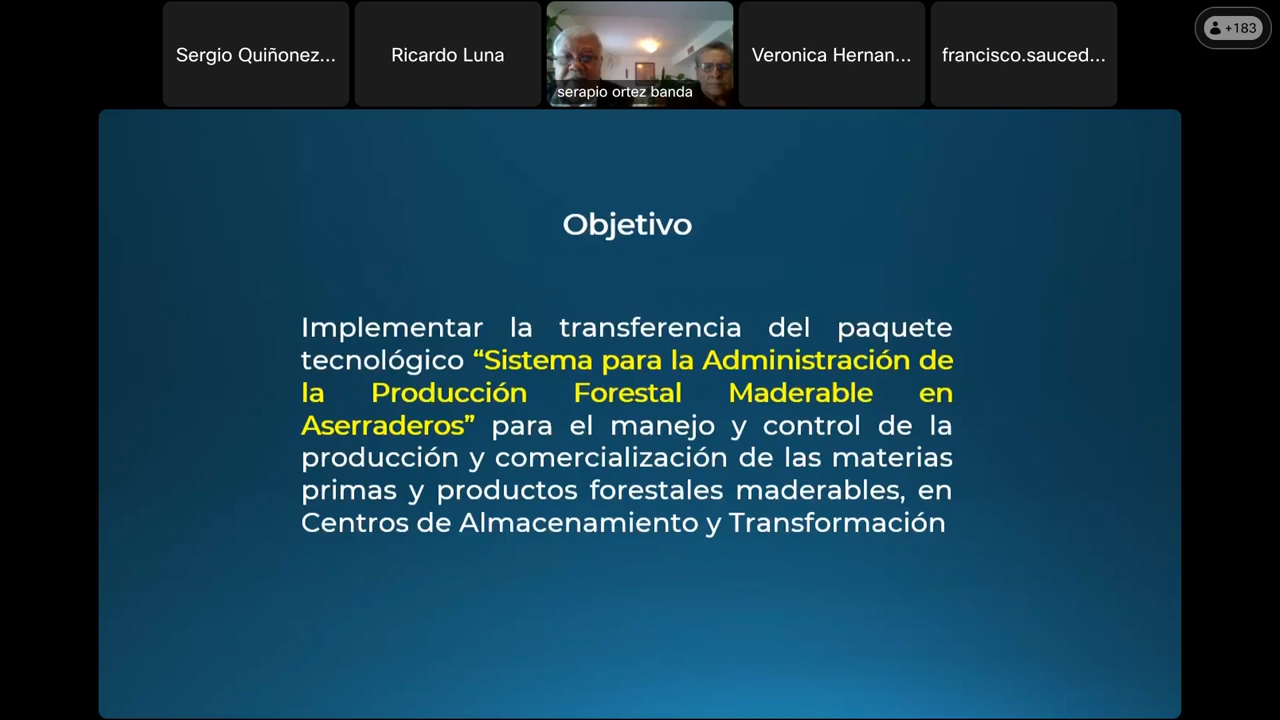 Sergio Quiñonez...
Ricardo Luna
serapio ortez banda
Veronica Hernan...
francisco.sauced...
+183
Objetivo
Implementar la transferencia del paquete
tecnológico “Sistema para la Administración de
la Producción Forestal Maderable en
Aserraderos” para el manejo y control de la
producción y comercialización de las materias
primas y productos forestales maderables, en
Centros de Almacenamiento y Transformación